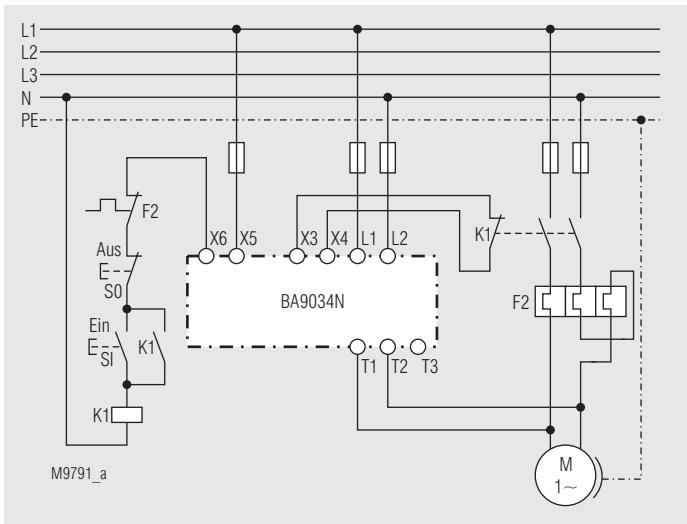 L1
L2
L3
N
PE
F2
Aus
S0
Ein
SI
K1
K1
X6 X5 X3 X4 L1 L2
BA9034N
T1 T2 T3
K1
F2
M
1~
M9791_a